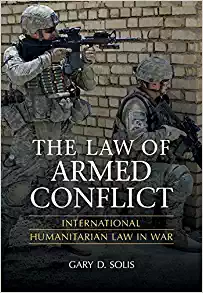 THE LAW OF
ARMED
CONFLICT
INTERNATIONAL
HUMANITARIAN LAW IN WAR
GARY D. SOLIS